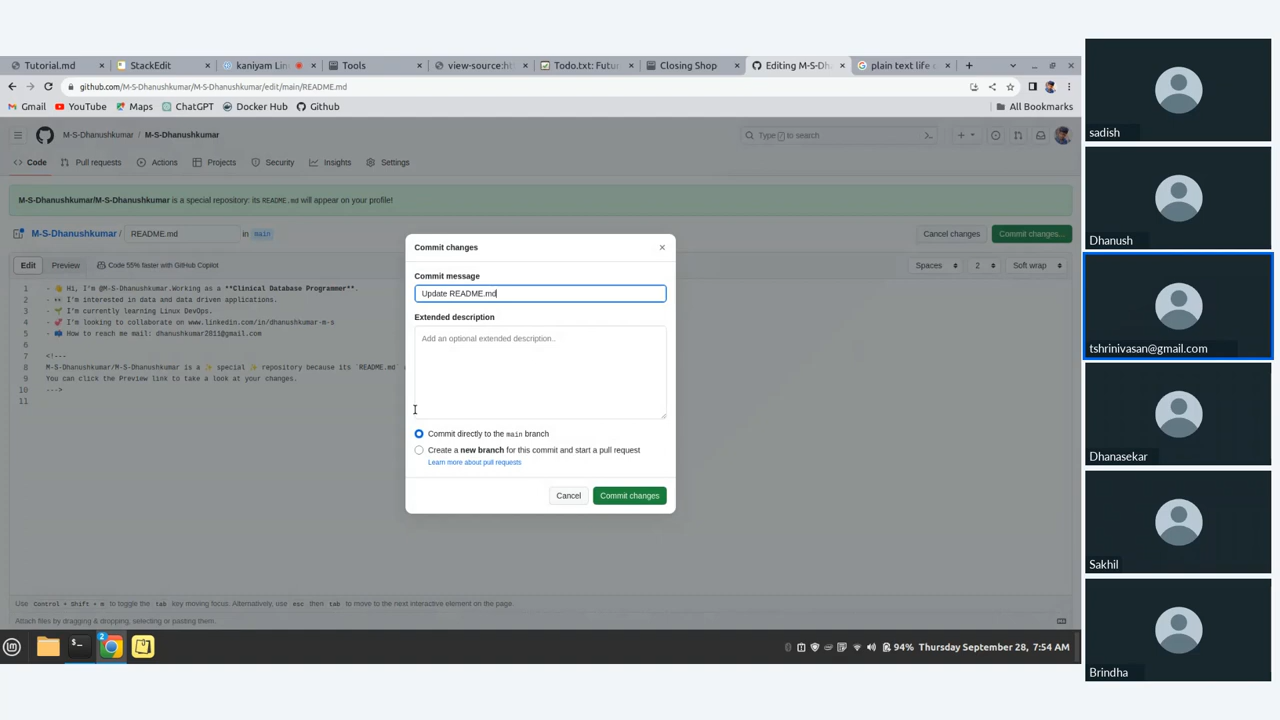 Tutorial.md
StackEdit
kaniyam Lin
Tools
view-source:htt
Todo.txt: Futur
Closing Shop
Editing M-S-Dh
plain text life c
github.com/M-S-Dhanushkumar/M-S-Dhanushkumar/edit/main/README.md
Gmail
YouTube
Maps
ChatGPT
Docker Hub
Github
All Bookmarks
M-S-Dhanushkumar / M-S-Dhanushkumar
Type / to search
Code
Pull requests
Actions
Projects
Security
Insights
Settings
M-S-Dhanushkumar/M-S-Dhanushkumar is a special repository: its README.md will appear on your profile!
M-S-Dhanushkumar / README.md in main
Cancel changes
Commit changes...
Edit
Preview
Code 55% faster with GitHub Copilot
Spaces
2
Soft wrap
1 - 👋 Hi, I'm @M-S-Dhanushkumar.Working as a **Clinical Database Programmer**.
2 - 👀 I'm interested in data and data driven applications.
3 - 🌱 I'm currently learning Linux DevOps.
4 - 💞️ I'm looking to collaborate on www.linkedin.com/in/dhanushkumar-m-s
5 - 📫 How to reach me mail: dhanushkumar2811@gmail.com
6
7 <!---
8 M-S-Dhanushkumar/M-S-Dhanushkumar is a ✨ special ✨ repository because its `README.md`
9 You can click the Preview link to take a look at your changes.
10 --->
11
Commit changes
Commit message
Update README.md
Extended description
Add an optional extended description..
Commit directly to the main branch
Create a new branch for this commit and start a pull request
Learn more about pull requests
Cancel
Commit changes
Use Control + Shift + m to toggle the tab key moving focus. Alternatively, use esc then tab to move to the next interactive element on the page.
Attach files by dragging & dropping, selecting or pasting them.
2
94% Thursday September 28, 7:54 AM
sadish
Dhanush
tshrinivasan@gmail.com
Dhanasekar
Sakhil
Brindha